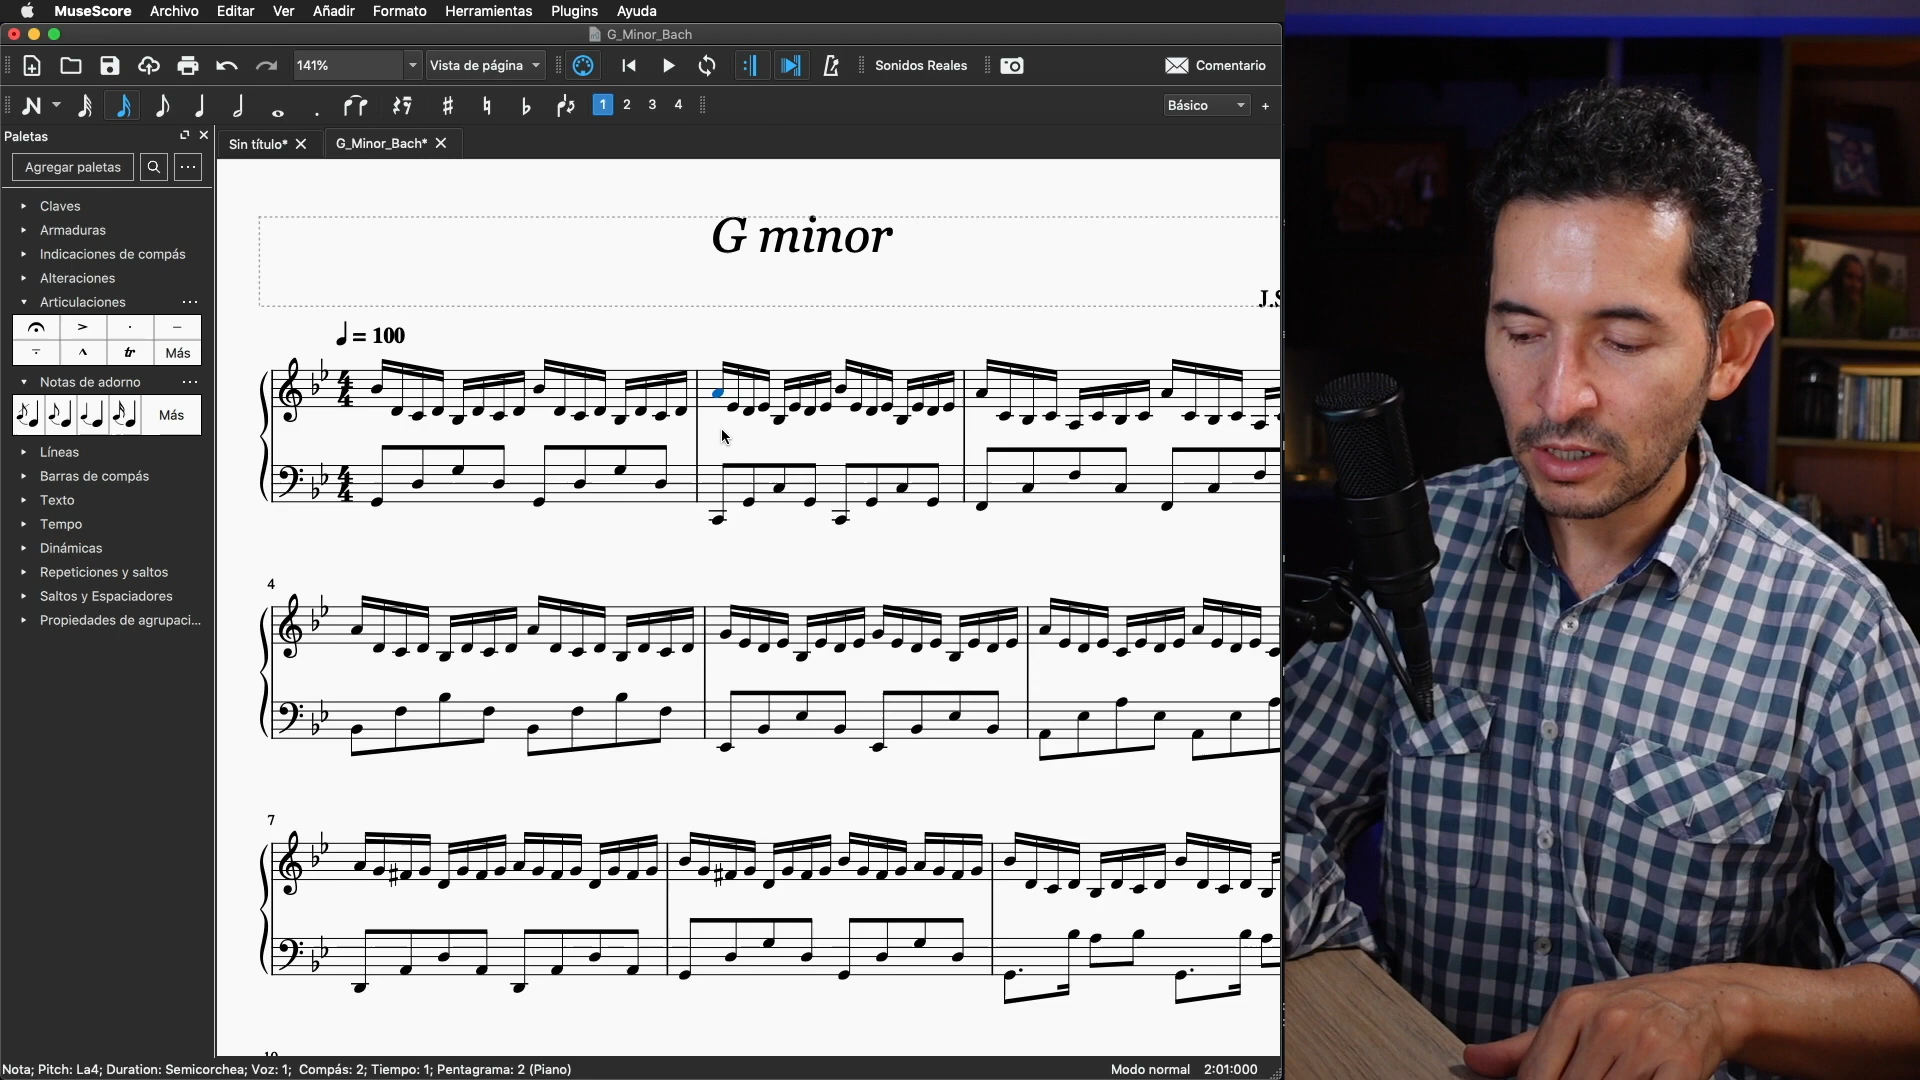 MuseScore Archivo Editar Ver Añadir Formato Herramientas Plugins Ayuda
G_Minor_Bach
141% Vista de página Sonidos Reales Comentario
1 2 3 4 Básico +
Paletas
Sin título* G_Minor_Bach*
Agregar paletas
Claves
Armaduras
Indicaciones de compás
Alteraciones
Articulaciones
tr Más
Notas de adorno
Más
Líneas
Barras de compás
Texto
Tempo
Dinámicas
Repeticiones y saltos
Saltos y Espaciadores
Propiedades de agrupaci...
G minor
J.S
= 100
4
7
10
Nota; Pitch: La4; Duration: Semicorchea; Voz: 1; Compás: 2; Tiempo: 1; Pentagrama: 2 (Piano) Modo normal 2:01:000